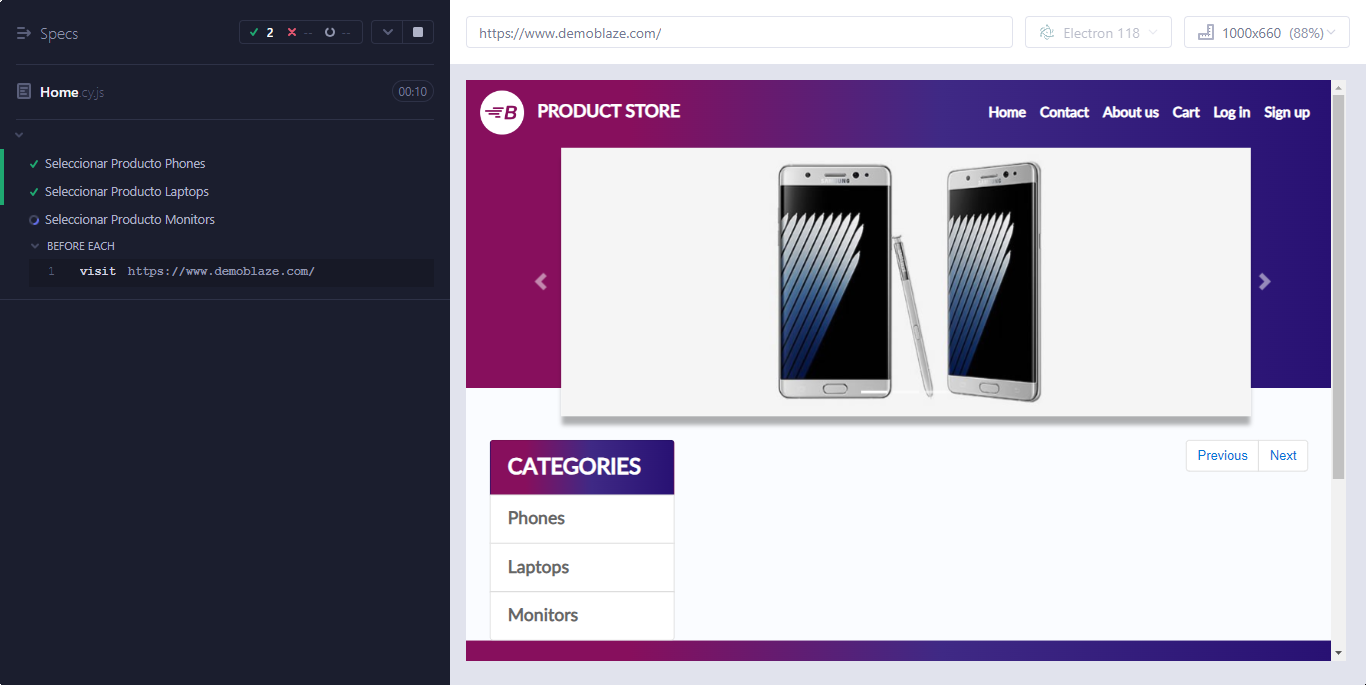 Specs
2 -- --
Home.cy.js
00:10
Seleccionar Producto Phones
Seleccionar Producto Laptops
Seleccionar Producto Monitors
BEFORE EACH
1 visit https://www.demoblaze.com/
https://www.demoblaze.com/
Electron 118
1000x660 (88%)
B PRODUCT STORE
Home Contact About us Cart Log in Sign up
SAMSUNG SAMSUNG
CATEGORIES
Phones
Laptops
Monitors
Previous Next